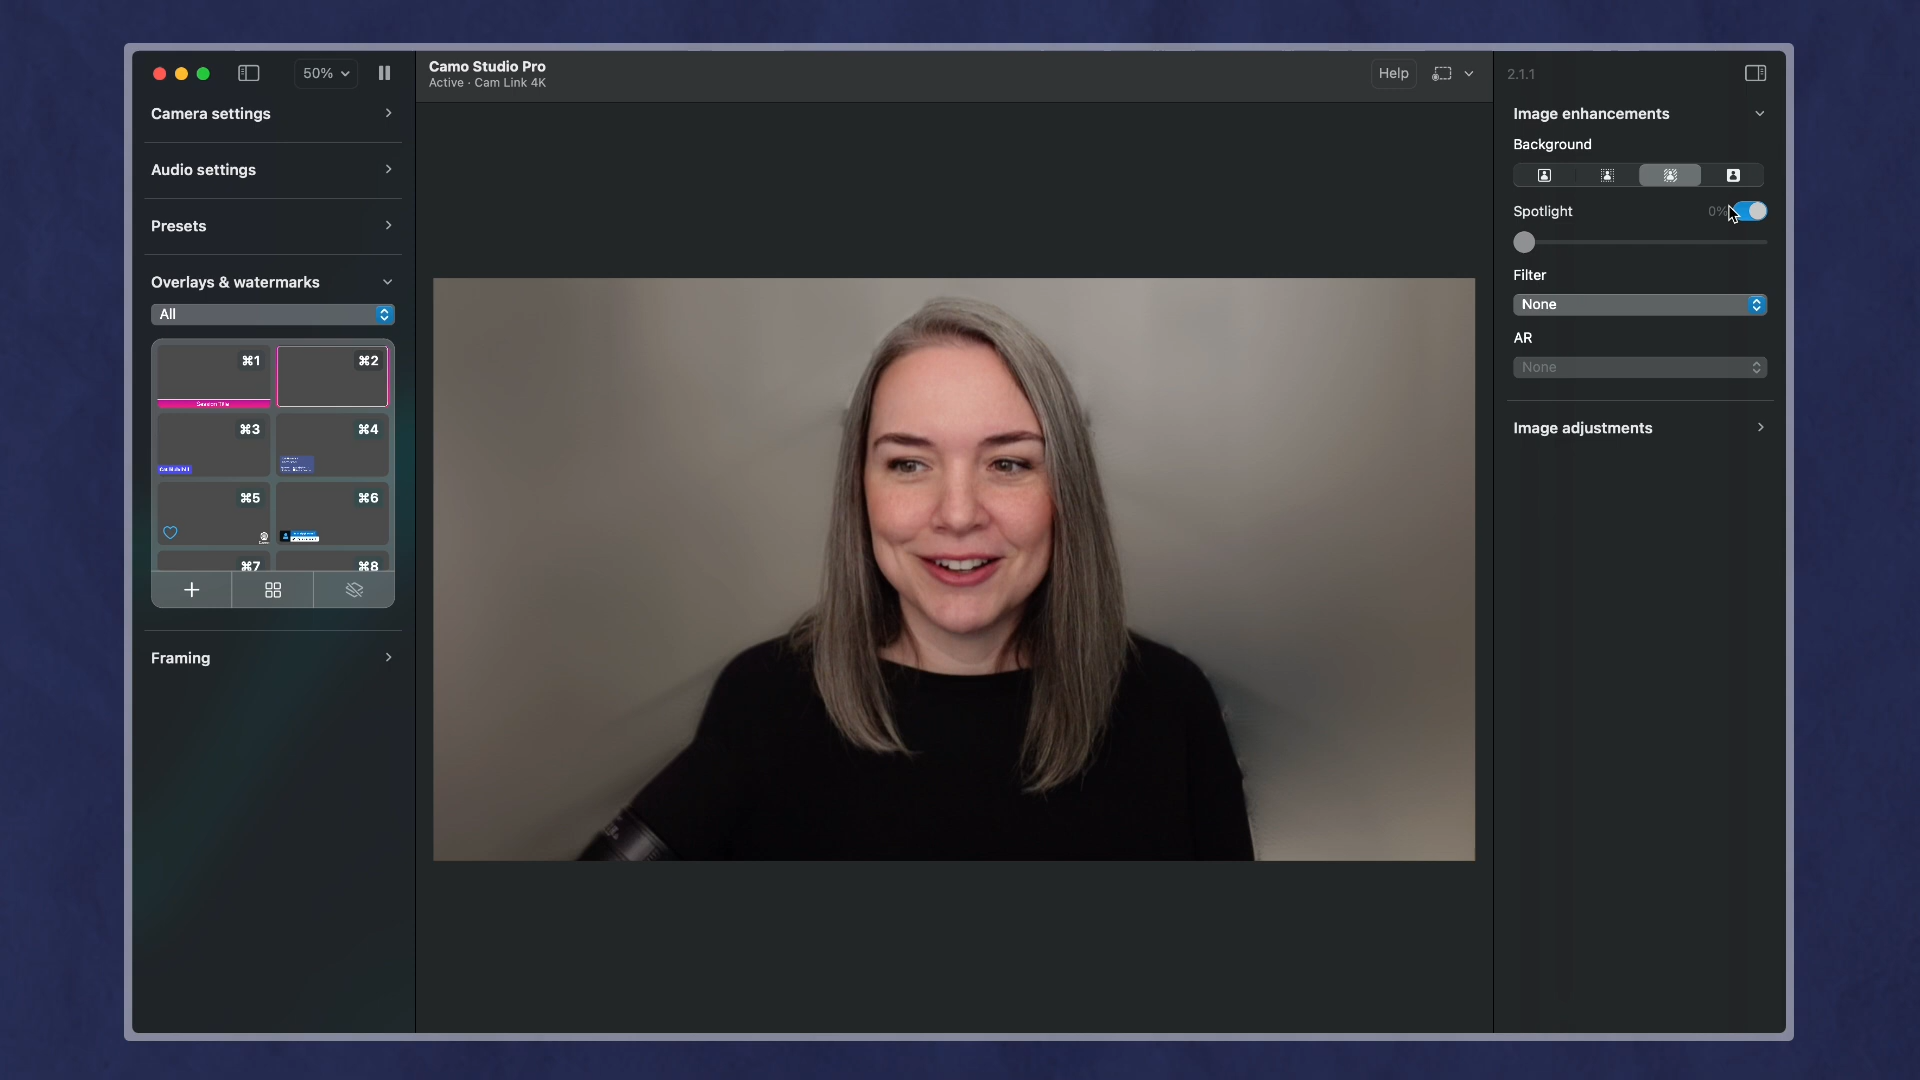 50%
Camo Studio Pro
Active · Cam Link 4K
Help
2.1.1
Camera settings
Audio settings
Presets
Overlays & watermarks
All
⌘1
⌘2
Session Title
⌘3
⌘4
⌘5
⌘6
⌘7
⌘8
Framing
Image enhancements
Background
Spotlight
0%
Filter
None
AR
None
Image adjustments